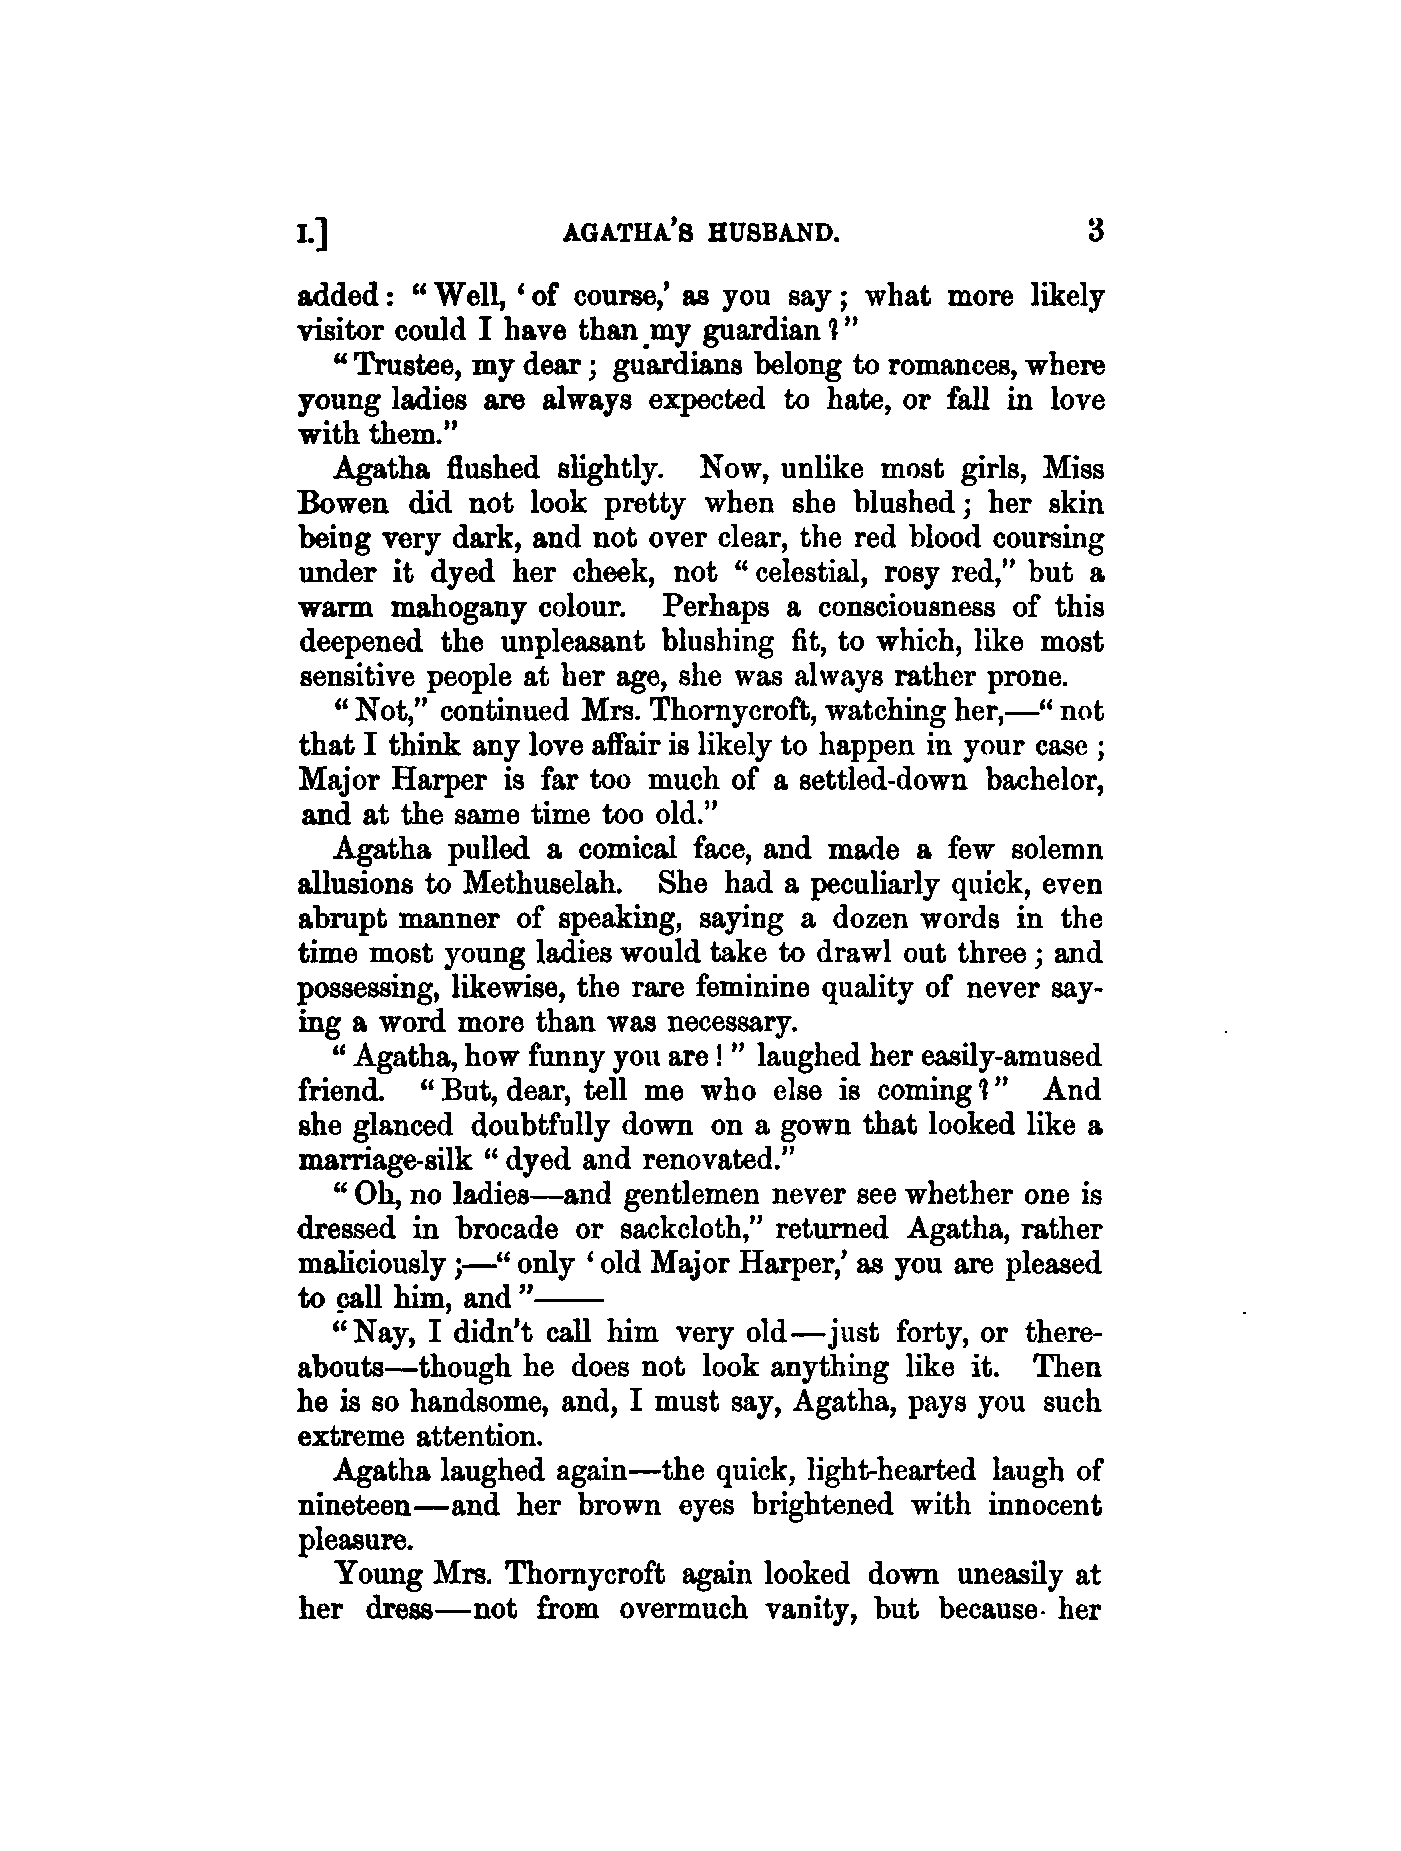 I.] AGATHA'S HUSBAND. 3
added: "Well, 'of course,' as you say; what more likely
visitor could I have than my guardian?"
"Trustee, my dear; guardians belong to romances, where
young ladies are always expected to hate, or fall in love
with them."
Agatha flushed slightly. Now, unlike most girls, Miss
Bowen did not look pretty when she blushed; her skin
being very dark, and not over clear, the red blood coursing
under it dyed her cheek, not "celestial, rosy red," but a
warm mahogany colour. Perhaps a consciousness of this
deepened the unpleasant blushing fit, to which, like most
sensitive people at her age, she was always rather prone.
"Not," continued Mrs. Thornycroft, watching her,—"not
that I think any love affair is likely to happen in your case;
Major Harper is far too much of a settled-down bachelor,
and at the same time too old."
Agatha pulled a comical face, and made a few solemn
allusions to Methuselah. She had a peculiarly quick, even
abrupt manner of speaking, saying a dozen words in the
time most young ladies would take to drawl out three; and
possessing, likewise, the rare feminine quality of never say-
ing a word more than was necessary.
"Agatha, how funny you are!" laughed her easily-amused
friend. "But, dear, tell me who else is coming?" And
she glanced doubtfully down on a gown that looked like a
marriage-silk "dyed and renovated."
"Oh, no ladies—and gentlemen never see whether one is
dressed in brocade or sackcloth," returned Agatha, rather
maliciously;—"only 'old Major Harper,' as you are pleased
to call him, and"——
"Nay, I didn't call him very old—just forty, or there-
abouts—though he does not look anything like it. Then
he is so handsome, and, I must say, Agatha, pays you such
extreme attention.
Agatha laughed again—the quick, light-hearted laugh of
nineteen—and her brown eyes brightened with innocent
pleasure.
Young Mrs. Thornycroft again looked down uneasily at
her dress—not from overmuch vanity, but because her